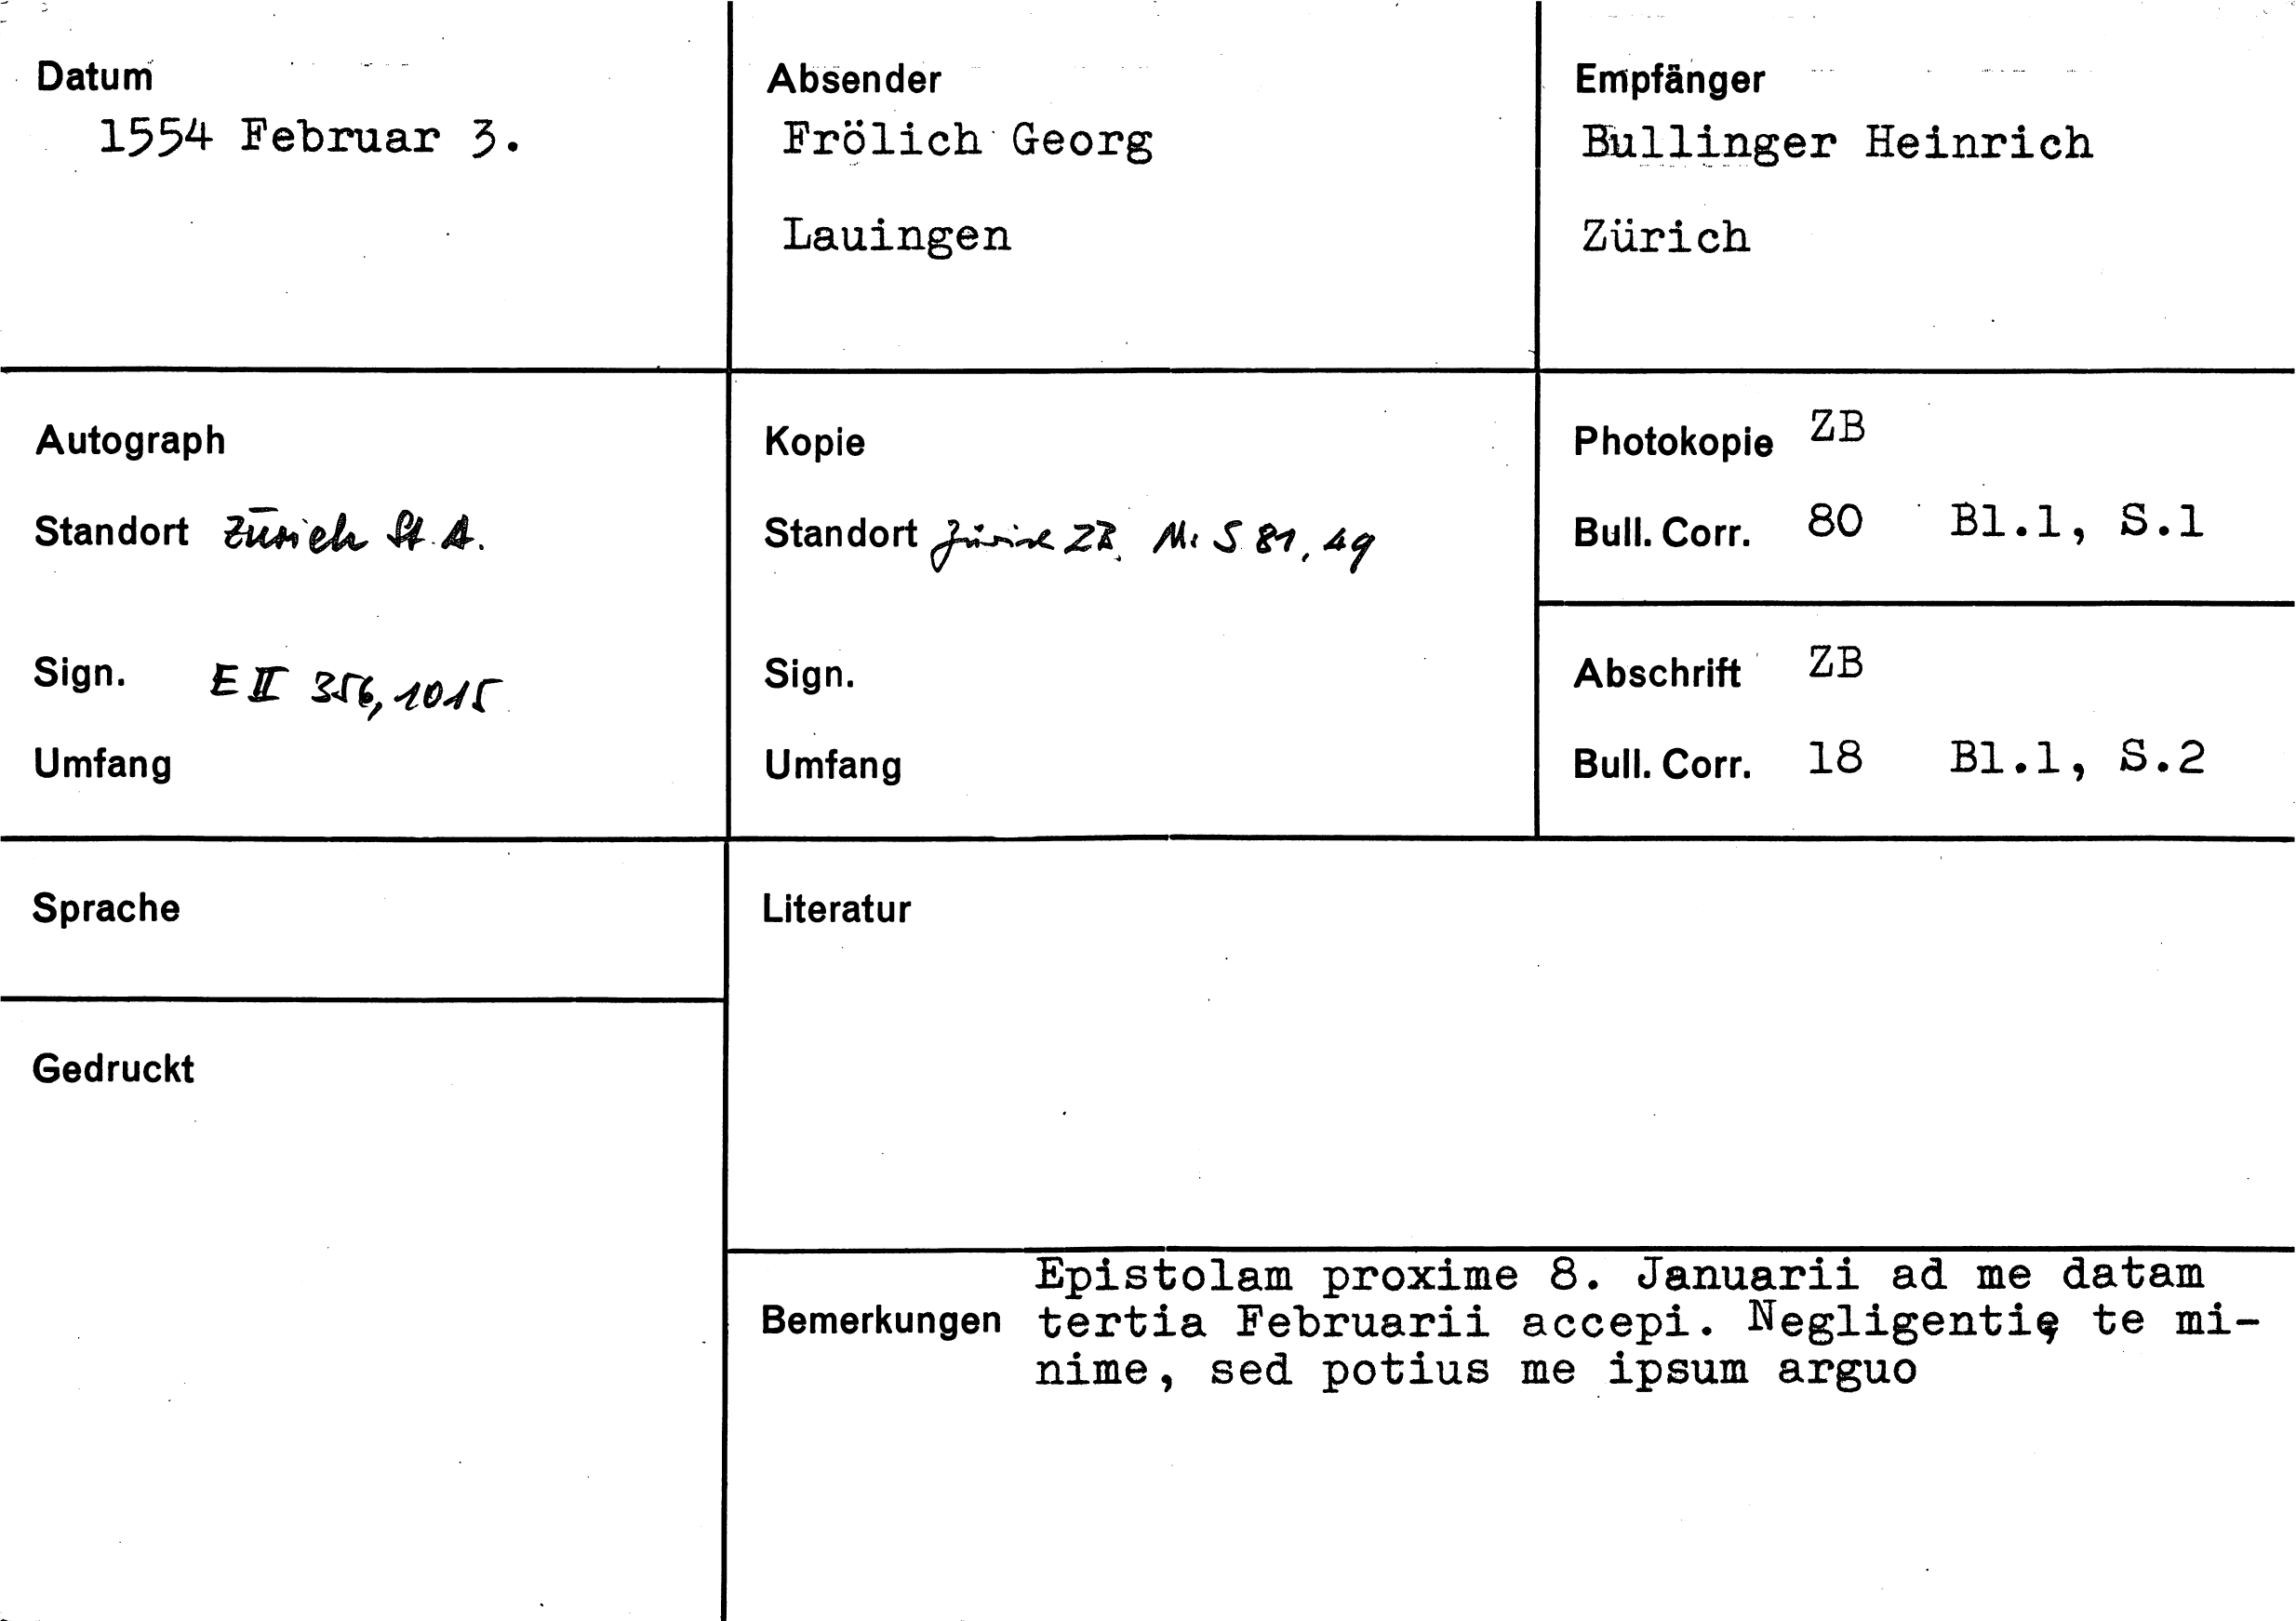 Datum
1554 Februar 3.
Absender
Frölich Georg
Lauingen
Empfänger
Bullinger Heinrich
Zürich
Autograph
Standort Zürich St.A.
Sign. E II 356, 1015
Umfang
Kopie
Standort Zürich ZB. Ms S 81, 49
Sign.
Umfang
Photokopie ZB
Bull. Corr. 80 Bl.1, S.1
Abschrift ZB
Bull. Corr. 18 Bl.1, S.2
Sprache
Gedruckt
Literatur
Bemerkungen
Epistolam proxime 8. Januarii ad me datam
tertia Februarii accepi. Negligentię te mi-
nime, sed potius me ipsum arguo